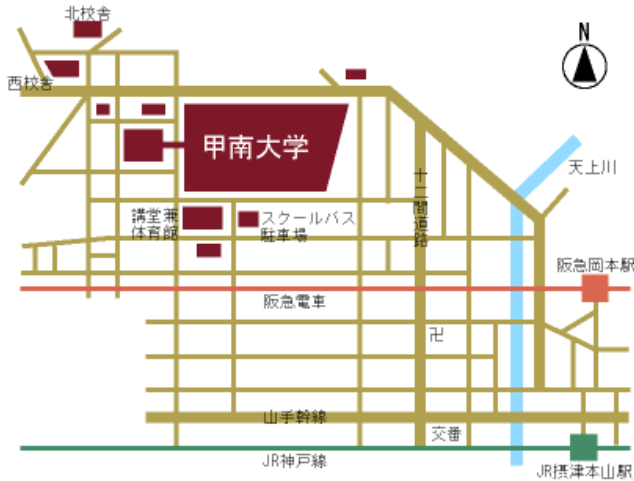 北校舎
N
西校舎
甲南大学
天上川
十二間道路
講堂兼
体育館
スクールバス
駐車場
阪急岡本駅
阪急電車
卍
山手幹線
交番
JR神戸線
JR摂津本山駅